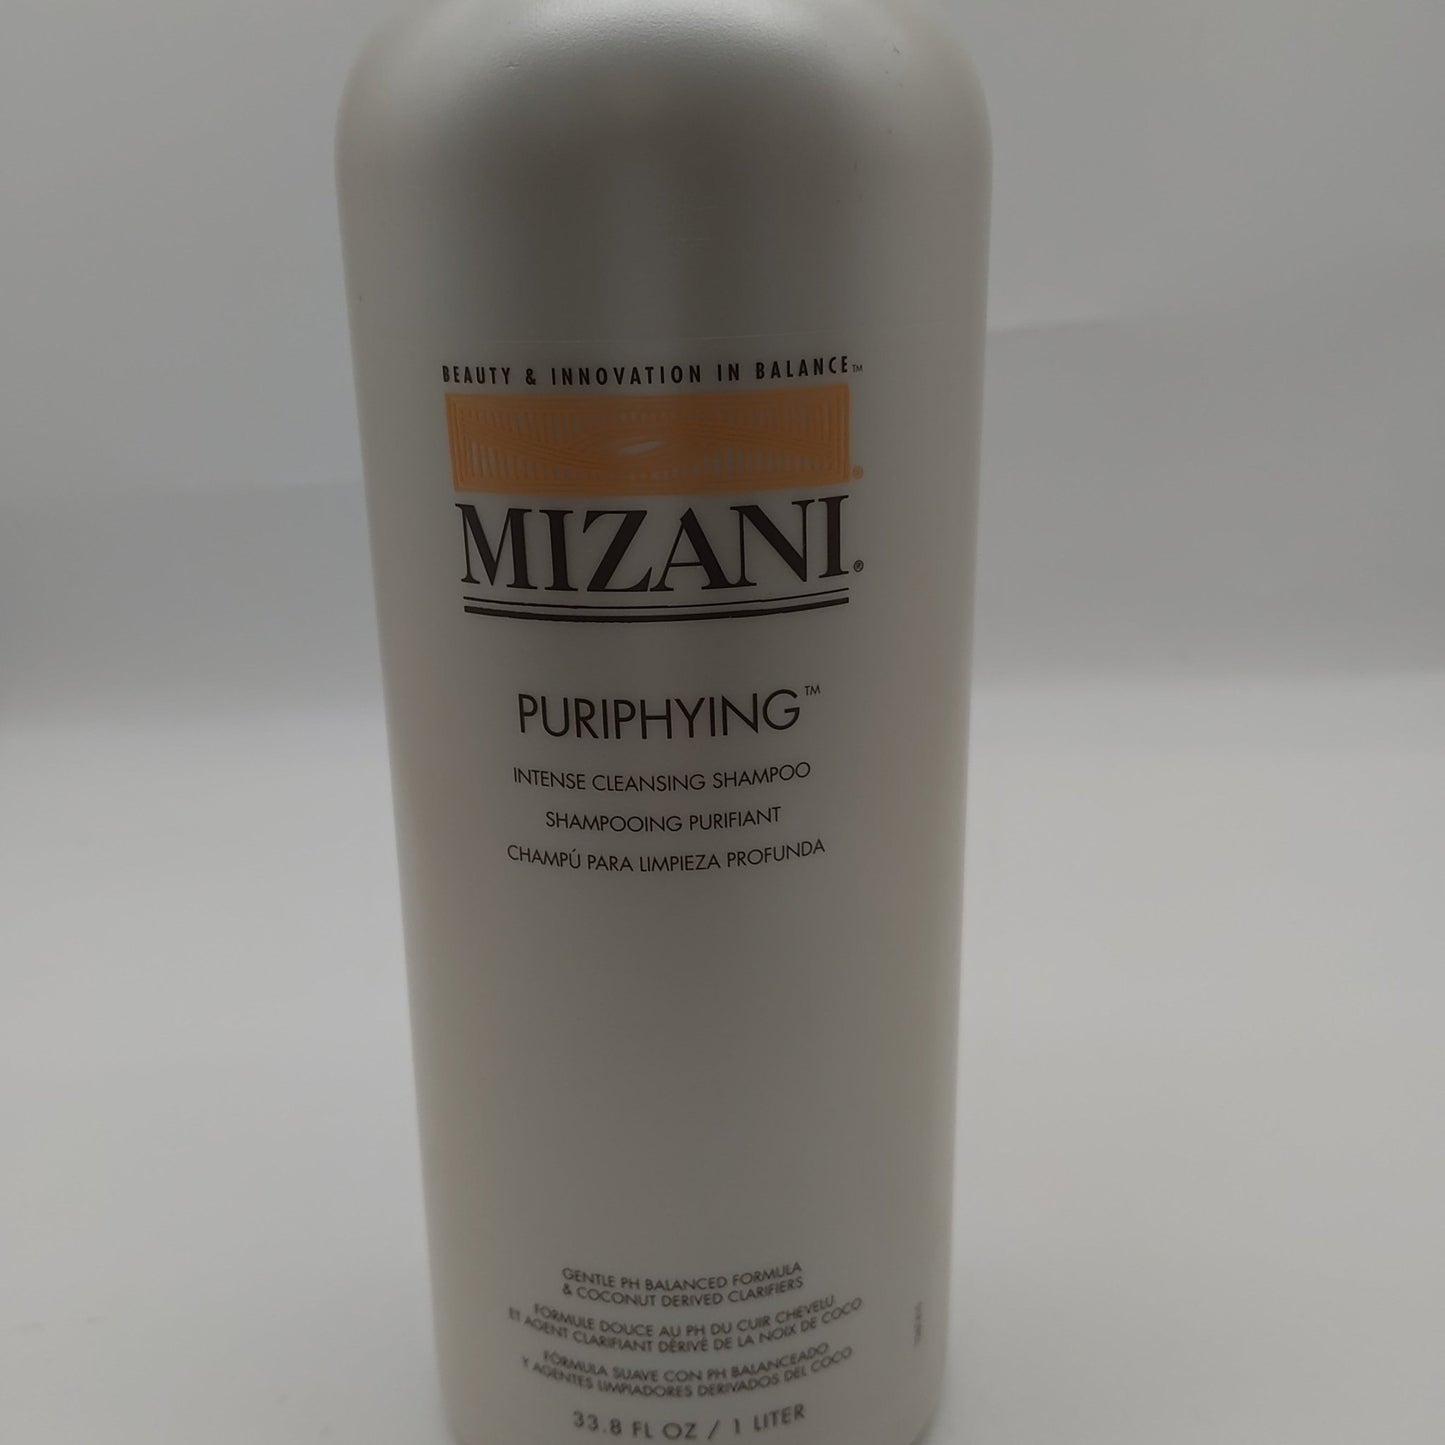 BEAUTY & INNOVATION IN BALANCE™
®
MIZANI®
PURIPHYING™
INTENSE CLEANSING SHAMPOO
SHAMPOOING PURIFIANT
CHAMPÚ PARA LIMPIEZA PROFUNDA
GENTLE PH BALANCED FORMULA
& COCONUT DERIVED CLARIFIERS
FORMULE DOUCE AU PH DU CUIR CHEVELU
ET AGENT CLARIFIANT DÉRIVÉ DE LA NOIX DE COCO
FÓRMULA SUAVE CON PH BALANCEADO
Y AGENTES LIMPIADORES DERIVADOS DEL COCO
33.8 FL OZ / 1 LITER